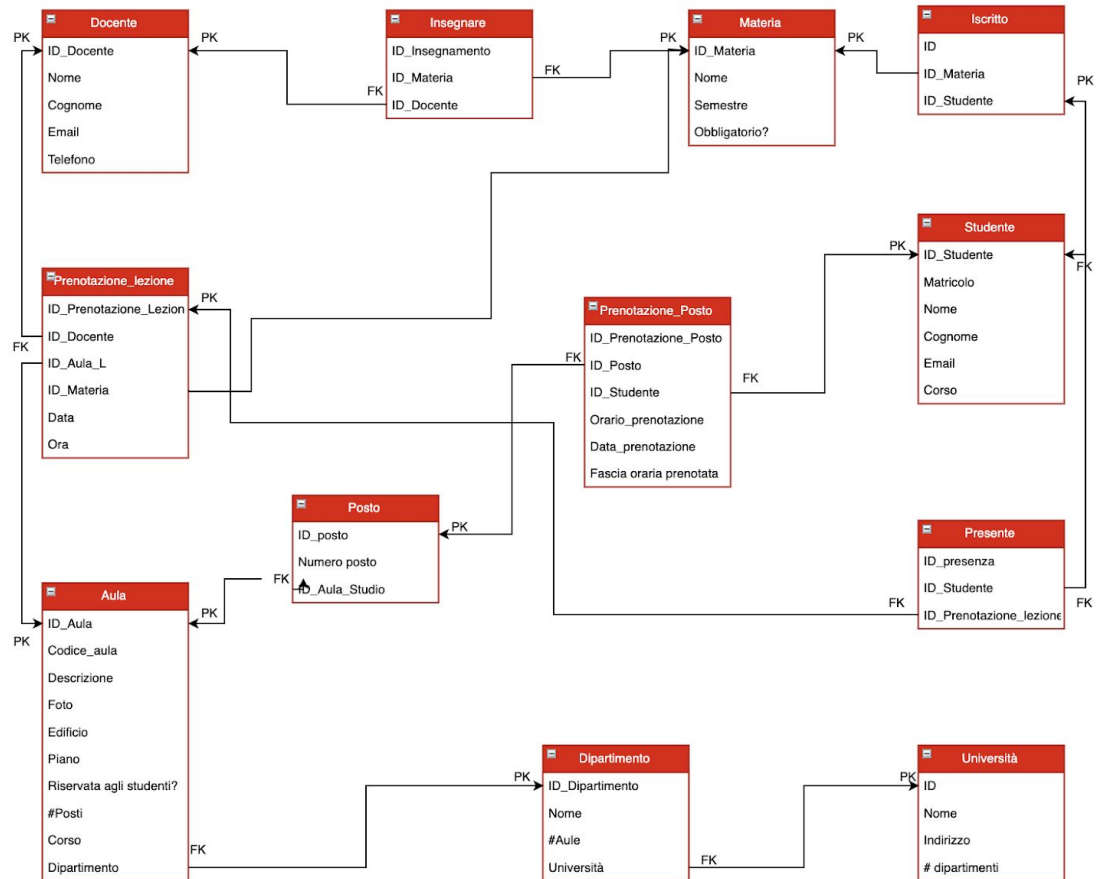 Docente
ID_Docente
Nome
Cognome
Email
Telefono
PK
PK
Insegnare
ID_Insegnamento
ID_Materia
ID_Docente
FK
FK
Materia
ID_Materia
Nome
Semestre
Obbligatorio?
PK
PK
Iscritto
ID
ID_Materia
ID_Studente
PK
Studente
ID_Studente
Matricolo
Nome
Cognome
Email
Corso
PK
FK
Prenotazione_lezione
ID_Prenotazione_Lezion
ID_Docente
ID_Aula_L
ID_Materia
Data
Ora
PK
FK
Prenotazione_Posto
ID_Prenotazione_Posto
ID_Posto
ID_Studente
Orario_prenotazione
Data_prenotazione
Fascia oraria prenotata
FK
FK
Posto
ID_posto
Numero posto
ID_Aula_Studio
PK
FK
Presente
ID_presenza
ID_Studente
ID_Prenotazione_lezione
FK
FK
Aula
ID_Aula
Codice_aula
Descrizione
Foto
Edificio
Piano
Riservata agli studenti?
#Posti
Corso
Dipartimento
PK
PK
FK
Dipartimento
ID_Dipartimento
Nome
#Aule
Università
PK
FK
Università
ID
Nome
Indirizzo
# dipartimenti
PK